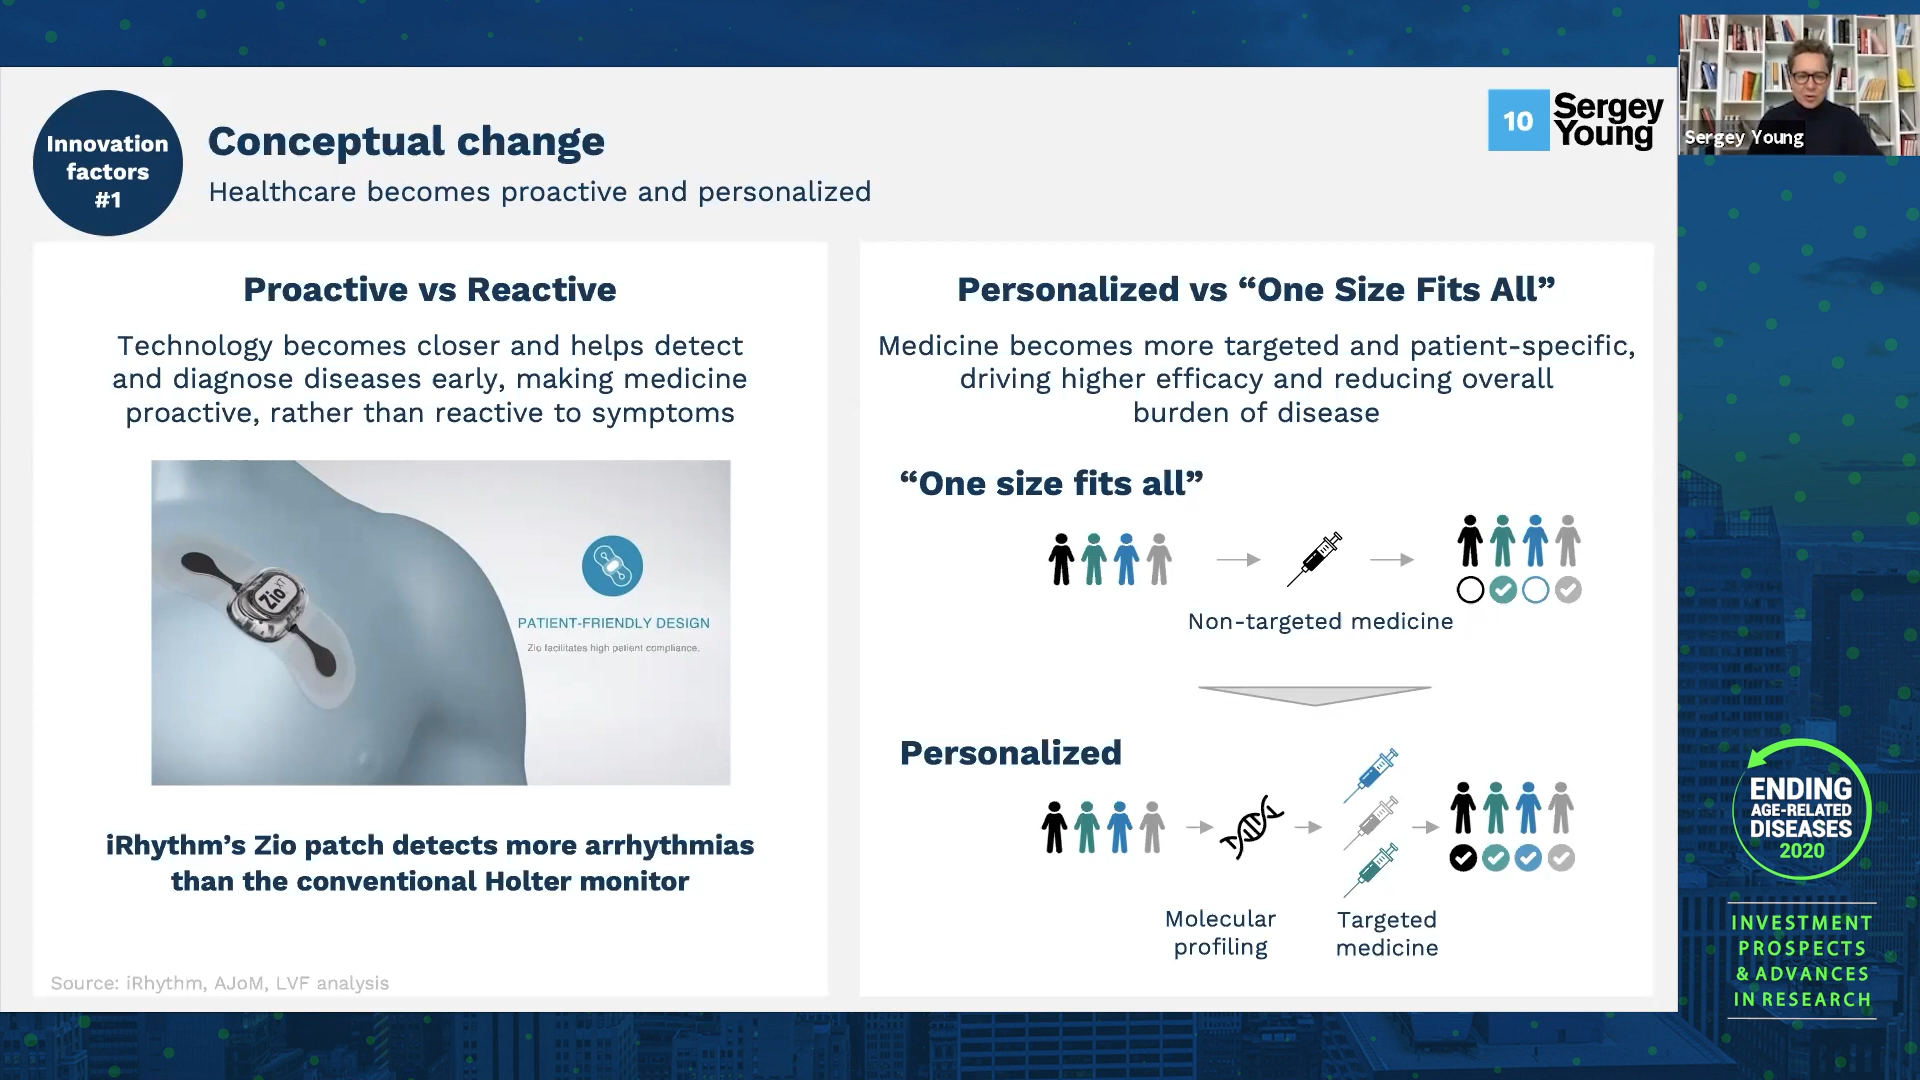 Innovation
factors
#1
Conceptual change
Healthcare becomes proactive and personalized
10
Sergey
Young
Sergey Young
Proactive vs Reactive
Technology becomes closer and helps detect
and diagnose diseases early, making medicine
proactive, rather than reactive to symptoms
Zio XT
PATIENT-FRIENDLY DESIGN
Zio facilitates high patient compliance.
iRhythm’s Zio patch detects more arrhythmias
than the conventional Holter monitor
Source: iRhythm, AJoM, LVF analysis
Personalized vs “One Size Fits All”
Medicine becomes more targeted and patient-specific,
driving higher efficacy and reducing overall
burden of disease
“One size fits all”
Non-targeted medicine
Personalized
Molecular
profiling
Targeted
medicine
ENDING
AGE-RELATED
DISEASES
2020
INVESTMENT
PROSPECTS
& ADVANCES
IN RESEARCH